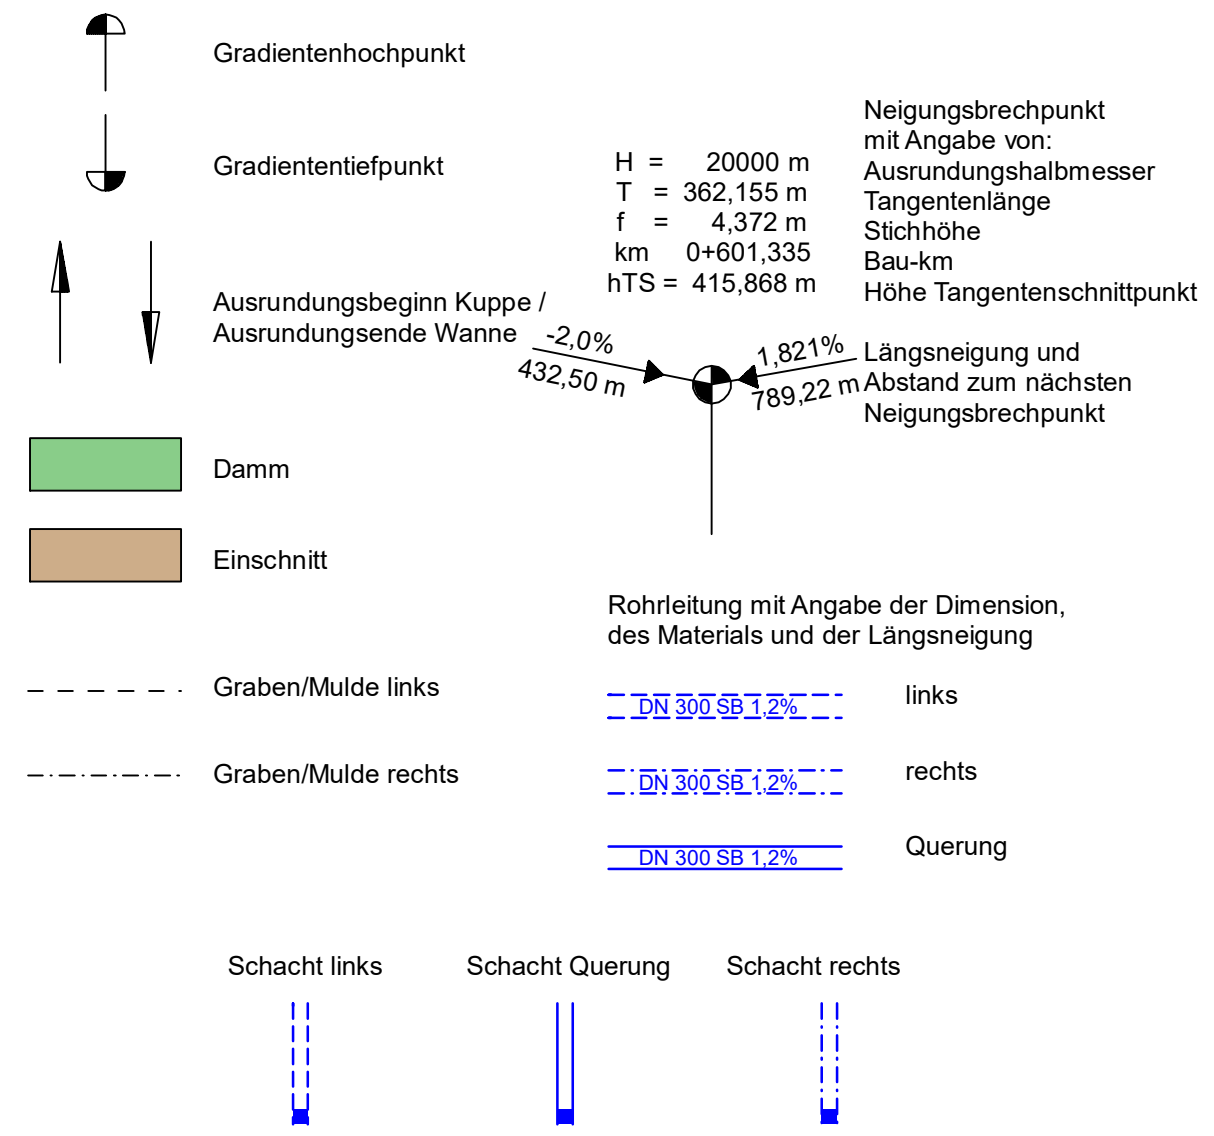 Gradientenhochpunkt
Gradiententiefpunkt
Ausrundungsbeginn Kuppe /
Ausrundungsende Wanne
Damm
Einschnitt
Graben/Mulde links
Graben/Mulde rechts
H = 20000 m
T = 362,155 m
f = 4,372 m
km 0+601,335
hTS = 415,868 m
Neigungsbrechpunkt
mit Angabe von:
Ausrundungshalbmesser
Tangentenlänge
Stichhöhe
Bau-km
Höhe Tangentenschnittpunkt
-2,0%
432,50 m
1,821%
789,22 m
Längsneigung und
Abstand zum nächsten
Neigungsbrechpunkt
Rohrleitung mit Angabe der Dimension,
des Materials und der Längsneigung
DN 300 SB 1,2%
links
DN 300 SB 1,2%
rechts
DN 300 SB 1,2%
Querung
Schacht links
Schacht Querung
Schacht rechts